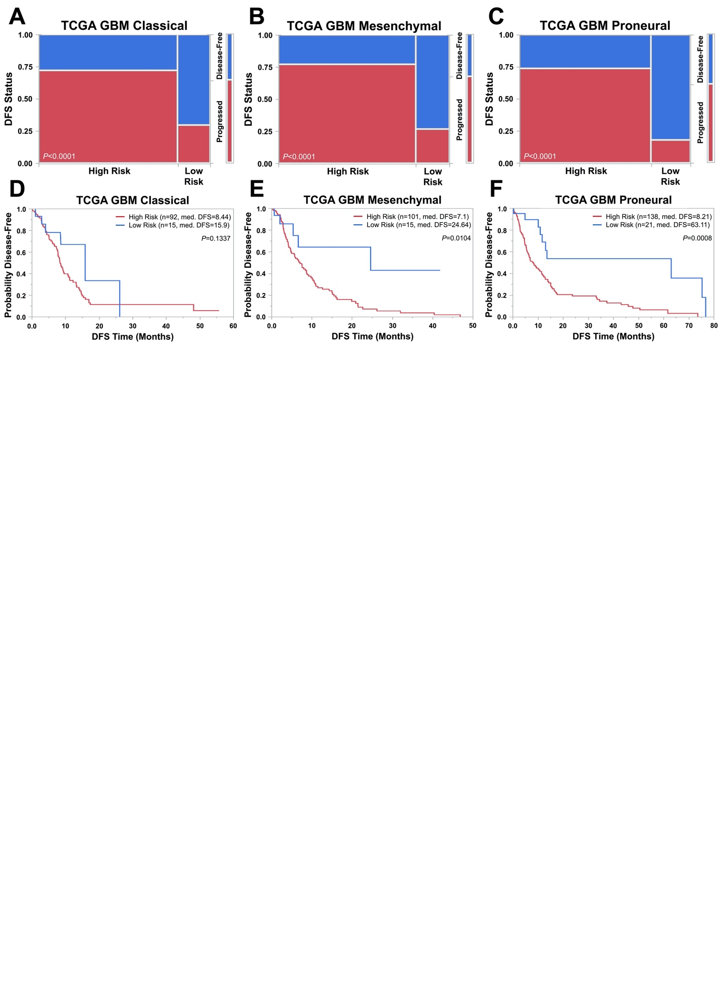 A
TCGA GBM Classical
1.00
0.75
0.50
0.25
0.00
DFS Status
P<0.0001
High Risk
Low
Risk
Progressed
Disease-Free
B
TCGA GBM Mesenchymal
1.00
0.75
0.50
0.25
0.00
DFS Status
P<0.0001
High Risk
Low
Risk
Progressed
Disease-Free
C
TCGA GBM Proneural
1.00
0.75
0.50
0.25
0.00
DFS Status
P<0.0001
High Risk
Low
Risk
Progressed
Disease-Free
D
TCGA GBM Classical
High Risk (n=92, med. DFS=8.44)
Low Risk (n=15, med. DFS=15.9)
P=0.1337
1.0
0.8
0.6
0.4
0.2
0.0
Probability Disease-Free
0.0 10 20 30 40 50 60
DFS Time (Months)
E
TCGA GBM Mesenchymal
High Risk (n=101, med. DFS=7.1)
Low Risk (n=15, med. DFS=24.64)
P=0.0104
1.0
0.8
0.6
0.4
0.2
0.0
Probability Disease-Free
0.0 10 20 30 40 50
DFS Time (Months)
F
TCGA GBM Proneural
High Risk (n=138, med. DFS=8.21)
Low Risk (n=21, med. DFS=63.11)
P=0.0008
1.0
0.8
0.6
0.4
0.2
0.0
Probability Disease-Free
0.0 10 20 30 40 50 60 70 80
DFS Time (Months)